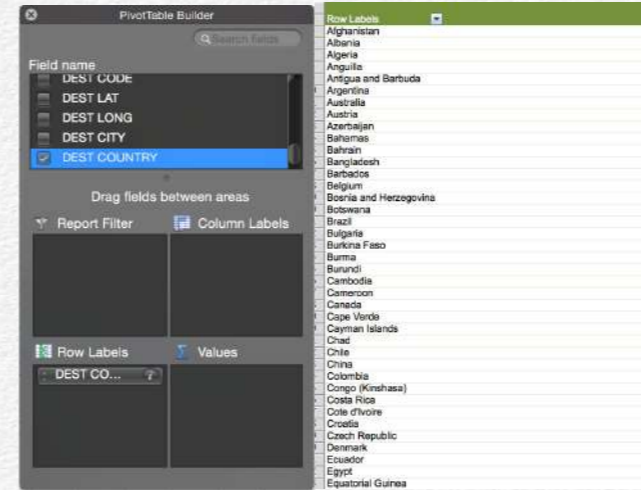 PivotTable Builder
Search fields
Field name
DEST CODE
DEST LAT
DEST LONG
DEST CITY
DEST COUNTRY
Drag fields between areas
Report Filter
Column Labels
Row Labels
Values
DEST CO...
Row Labels
Afghanistan
Albania
Algeria
Anguilla
Antigua and Barbuda
Argentina
Australia
Austria
Azerbaijan
Bahamas
Bahrain
Bangladesh
Barbados
Belgium
Bosnia and Herzegovina
Botswana
Brazil
Bulgaria
Burkina Faso
Burma
Burundi
Cambodia
Cameroon
Canada
Cape Verde
Cayman Islands
Chad
Chile
China
Colombia
Congo (Kinshasa)
Costa Rica
Cote d'Ivoire
Croatia
Czech Republic
Denmark
Ecuador
Egypt
Equatorial Guinea